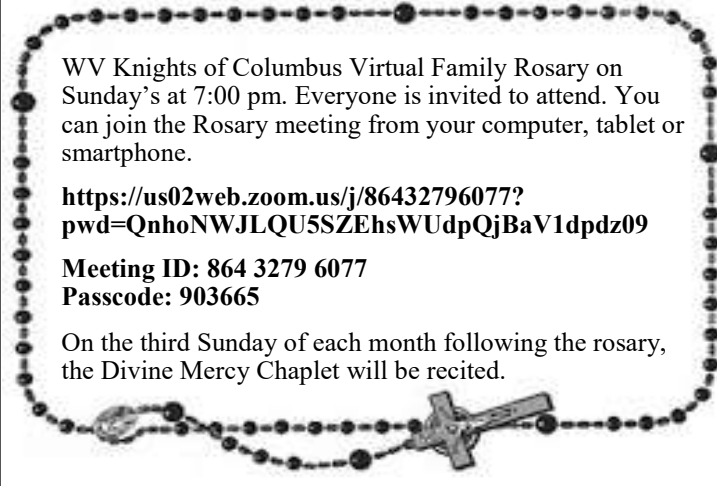 WV Knights of Columbus Virtual Family Rosary on
Sunday's at 7:00 pm. Everyone is invited to attend. You
can join the Rosary meeting from your computer, tablet or
smartphone.
https://us02web.zoom.us/j/86432796077?
pwd=QnhoNWJLQU5SZEhsWUdpQjBaV1dpdz09
Meeting ID: 864 3279 6077
Passcode: 903665
On the third Sunday of each month following the rosary,
the Divine Mercy Chaplet will be recited.